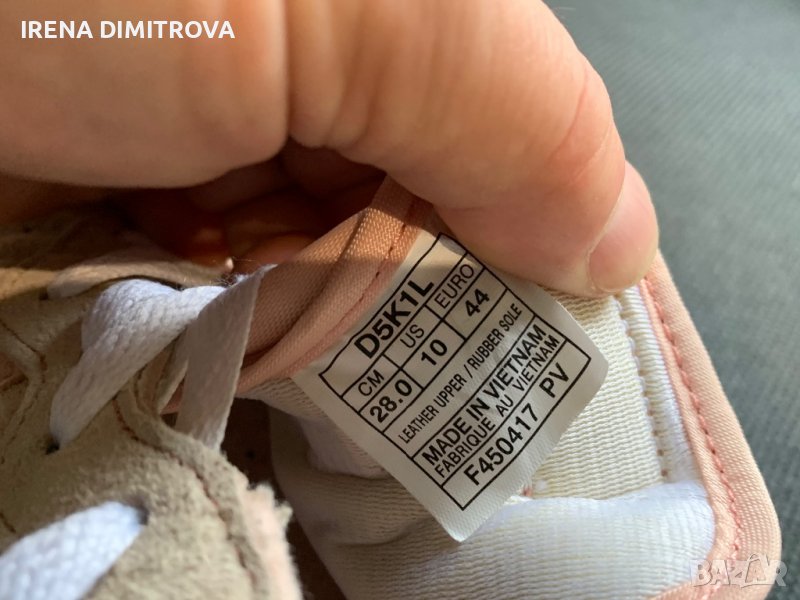 IRENA DIMITROVA
D5K1L
CM US EURO
28.0 10 44
LEATHER UPPER / RUBBER SOLE
MADE IN VIETNAM
FABRIQUE AU VIETNAM
F450417 PV
BAZAR